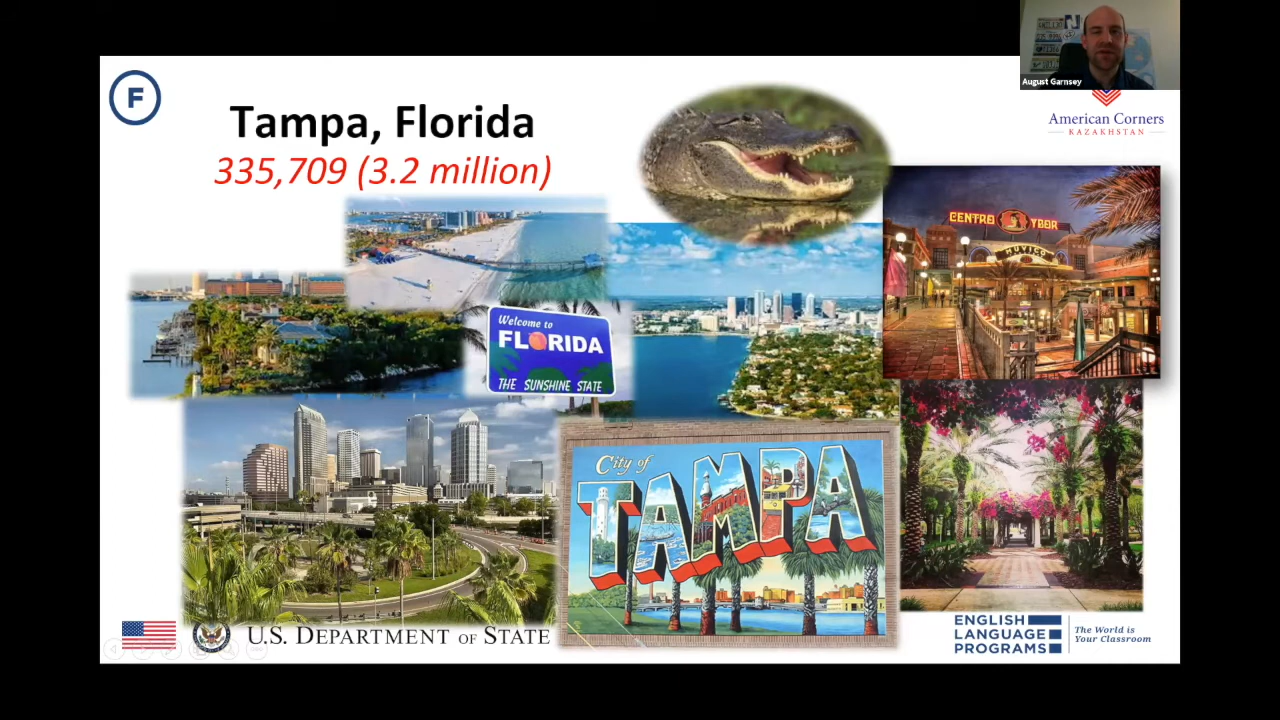 August Garnsey
F
Tampa, Florida
335,709 (3.2 million)
American Corners
KAZAKHSTAN
CENTRO YBOR
MUVICO
Welcome to
FLORIDA
THE SUNSHINE STATE
City of
TAMPA
U.S. DEPARTMENT OF STATE
ENGLISH
LANGUAGE
PROGRAMS
The World is
Your Classroom